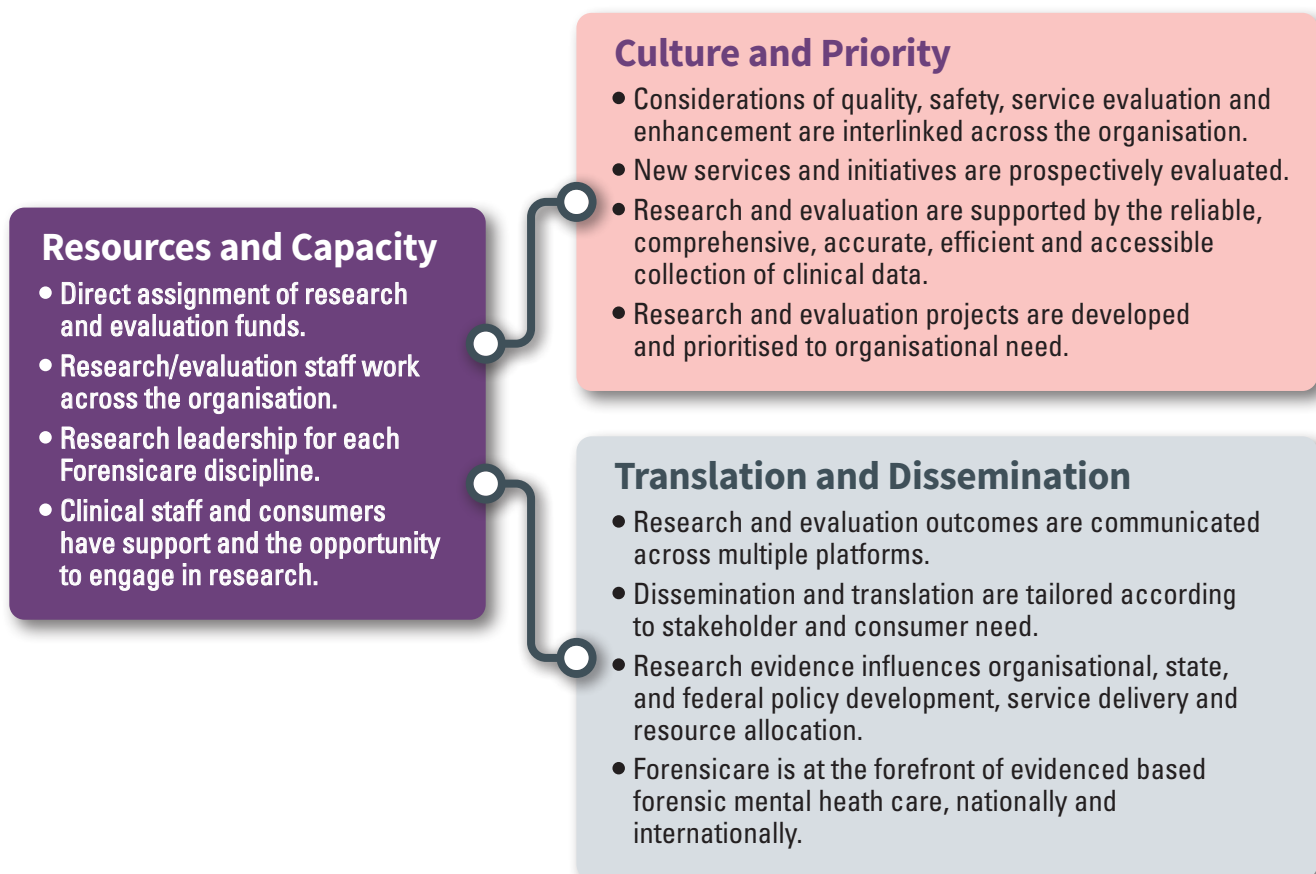 Resources and Capacity
• Direct assignment of research
and evaluation funds.
• Research/evaluation staff work
across the organisation.
• Research leadership for each
Forensicare discipline.
• Clinical staff and consumers
have support and the opportunity
to engage in research.
Culture and Priority
• Considerations of quality, safety, service evaluation and
enhancement are interlinked across the organisation.
• New services and initiatives are prospectively evaluated.
• Research and evaluation are supported by the reliable,
comprehensive, accurate, efficient and accessible
collection of clinical data.
• Research and evaluation projects are developed
and prioritised to organisational need.
Translation and Dissemination
• Research and evaluation outcomes are communicated
across multiple platforms.
• Dissemination and translation are tailored according
to stakeholder and consumer need.
• Research evidence influences organisational, state,
and federal policy development, service delivery and
resource allocation.
• Forensicare is at the forefront of evidenced based
forensic mental heath care, nationally and
internationally.